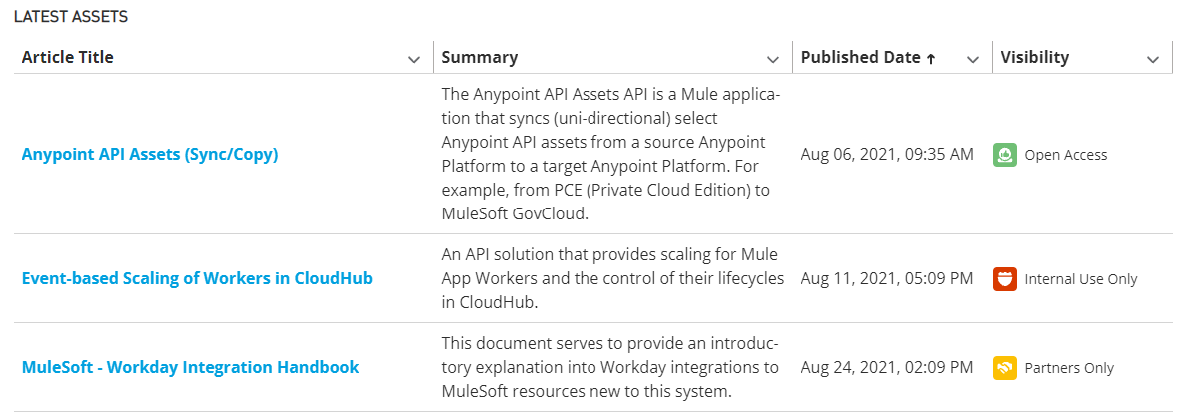 LATEST ASSETS
Article Title Summary Published Date ↑ Visibility
The Anypoint API Assets API is a Mule applica-
tion that syncs (uni-directional) select
Anypoint API assets from a source Anypoint
Anypoint API Assets (Sync/Copy) Platform to a target Anypoint Platform. For Aug 06, 2021, 09:35 AM Open Access
example, from PCE (Private Cloud Edition) to
MuleSoft GovCloud.
An API solution that provides scaling for Mule
Event-based Scaling of Workers in CloudHub App Workers and the control of their lifecycles Aug 11, 2021, 05:09 PM Internal Use Only
in CloudHub.
This document serves to provide an introduc-
MuleSoft - Workday Integration Handbook tory explanation into Workday integrations to Aug 24, 2021, 02:09 PM Partners Only
MuleSoft resources new to this system.